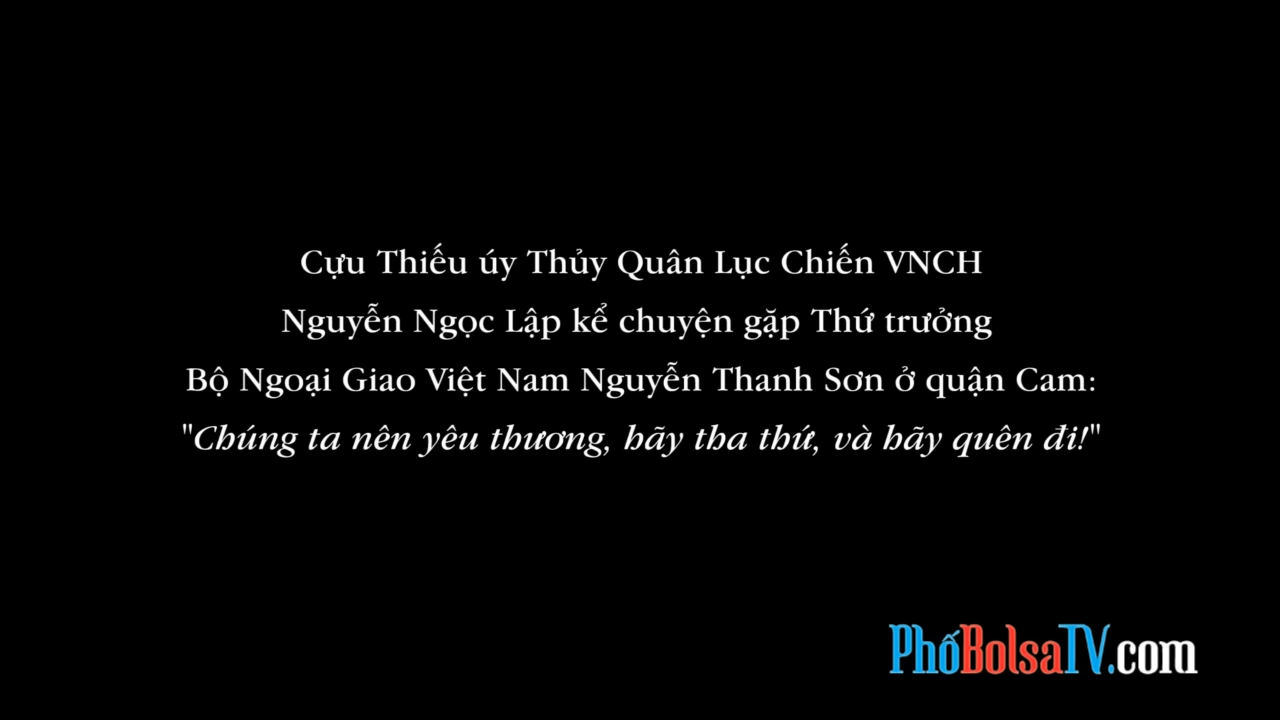 Cựu Thiếu úy Thủy Quân Lục Chiến VNCH
Nguyễn Ngọc Lập kể chuyện gặp Thứ trưởng
Bộ Ngoại Giao Việt Nam Nguyễn Thanh Sơn ở quận Cam:
"Chúng ta nên yêu thương, hãy tha thứ, và hãy quên đi!"
PhốBolsaTV.com